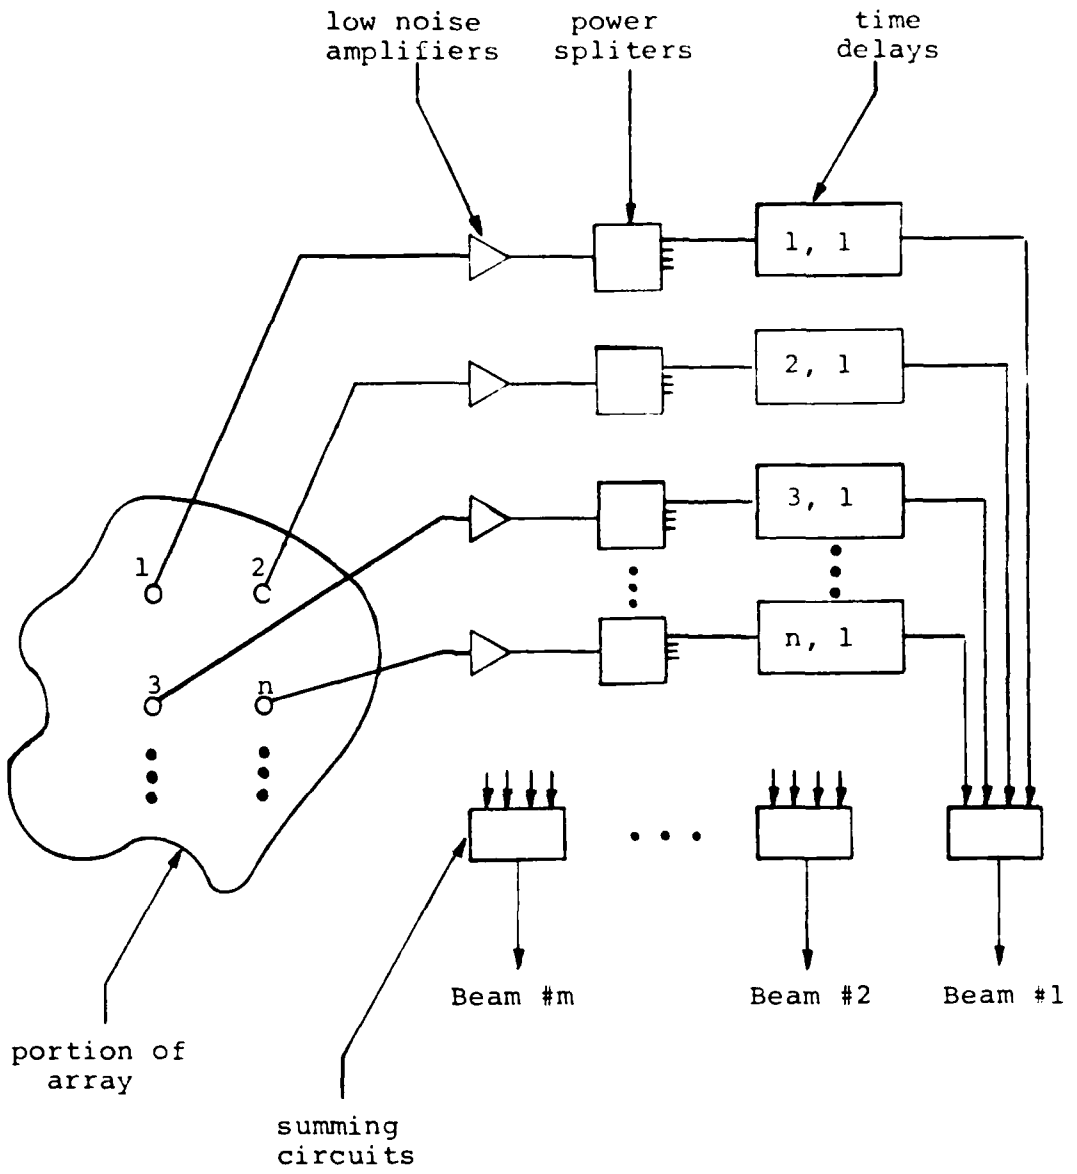 low noise
amplifiers
power
spliters
time
delays
1, 1
2, 1
3, 1
n, 1
1
2
3
n
Beam #m
Beam #2
Beam #1
portion of
array
summing
circuits